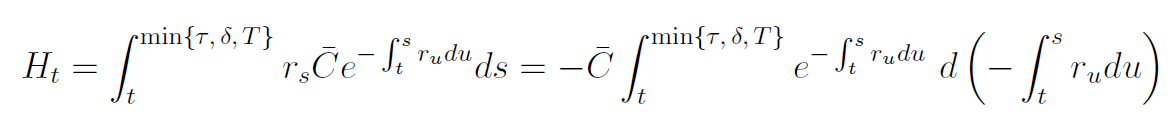 $H_t = \int_t^{\min\{\tau,\delta,T\}} r_s \bar{C} e^{-\int_t^s r_u du} ds = -\bar{C} \int_t^{\min\{\tau,\delta,T\}} e^{-\int_t^s r_u du} \, d\left(-\int_t^s r_u du\right)$